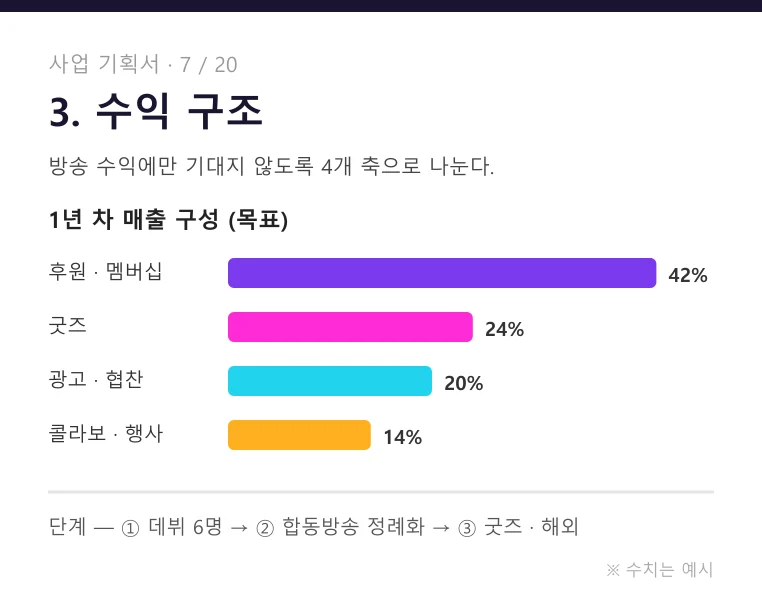 사업 기획서 · 7 / 20
3. 수익 구조
방송 수익에만 기대지 않도록 4개 축으로 나눈다.
1년 차 매출 구성 (목표)
후원 · 멤버십 42%
굿즈 24%
광고 · 협찬 20%
콜라보 · 행사 14%
단계 — ① 데뷔 6명 → ② 합동방송 정례화 → ③ 굿즈 · 해외
※ 수치는 예시